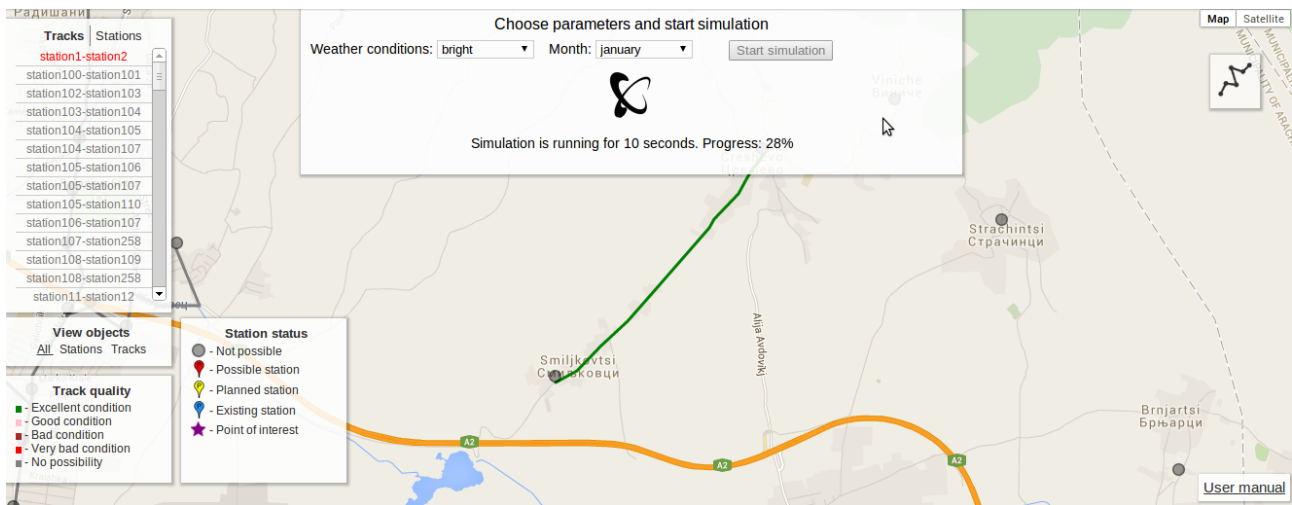 Радишани
Tracks | Stations
station1-station2
station100-station101
station102-station103
station103-station104
station104-station105
station104-station107
station105-station106
station105-station107
station105-station110
station106-station107
station107-station258
station108-station109
station108-station258
station11-station12
View objects
All Stations Tracks
Track quality
- Excellent condition
- Good condition
- Bad condition
- Very bad condition
- No possibility
Station status
- Not possible
- Possible station
- Planned station
- Existing station
- Point of interest
Choose parameters and start simulation
Weather conditions: bright Month: january Start simulation
Simulation is running for 10 seconds. Progress: 28%
Map Satellite
Viniche
Виниче
Creshevo
Црешево
Strachintsi
Страчинци
Smiljkovtsi
Смиљковци
Alija Avdovikj
A2
A2
A2
Brnjartsi
Брњарци
User manual